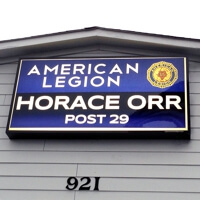 AMERICAN
LEGION
HORACE ORR
POST 29
921